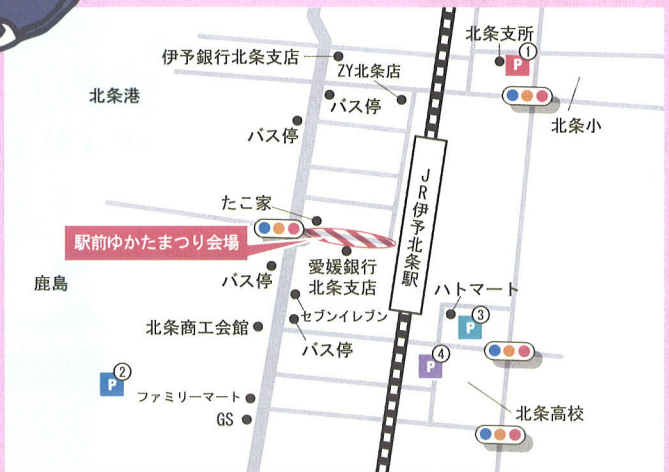 北条支所
①
P
伊予銀行北条支店
ZY北条店
バス停
北条港
北条小
バス停
JR伊予北条駅
たこ家
駅前ゆかたまつり会場
愛媛銀行
北条支店
バス停
鹿島
ハトマート
③
P
セブンイレブン
北条商工会館
バス停
④
P
②
P
ファミリーマート
北条高校
GS